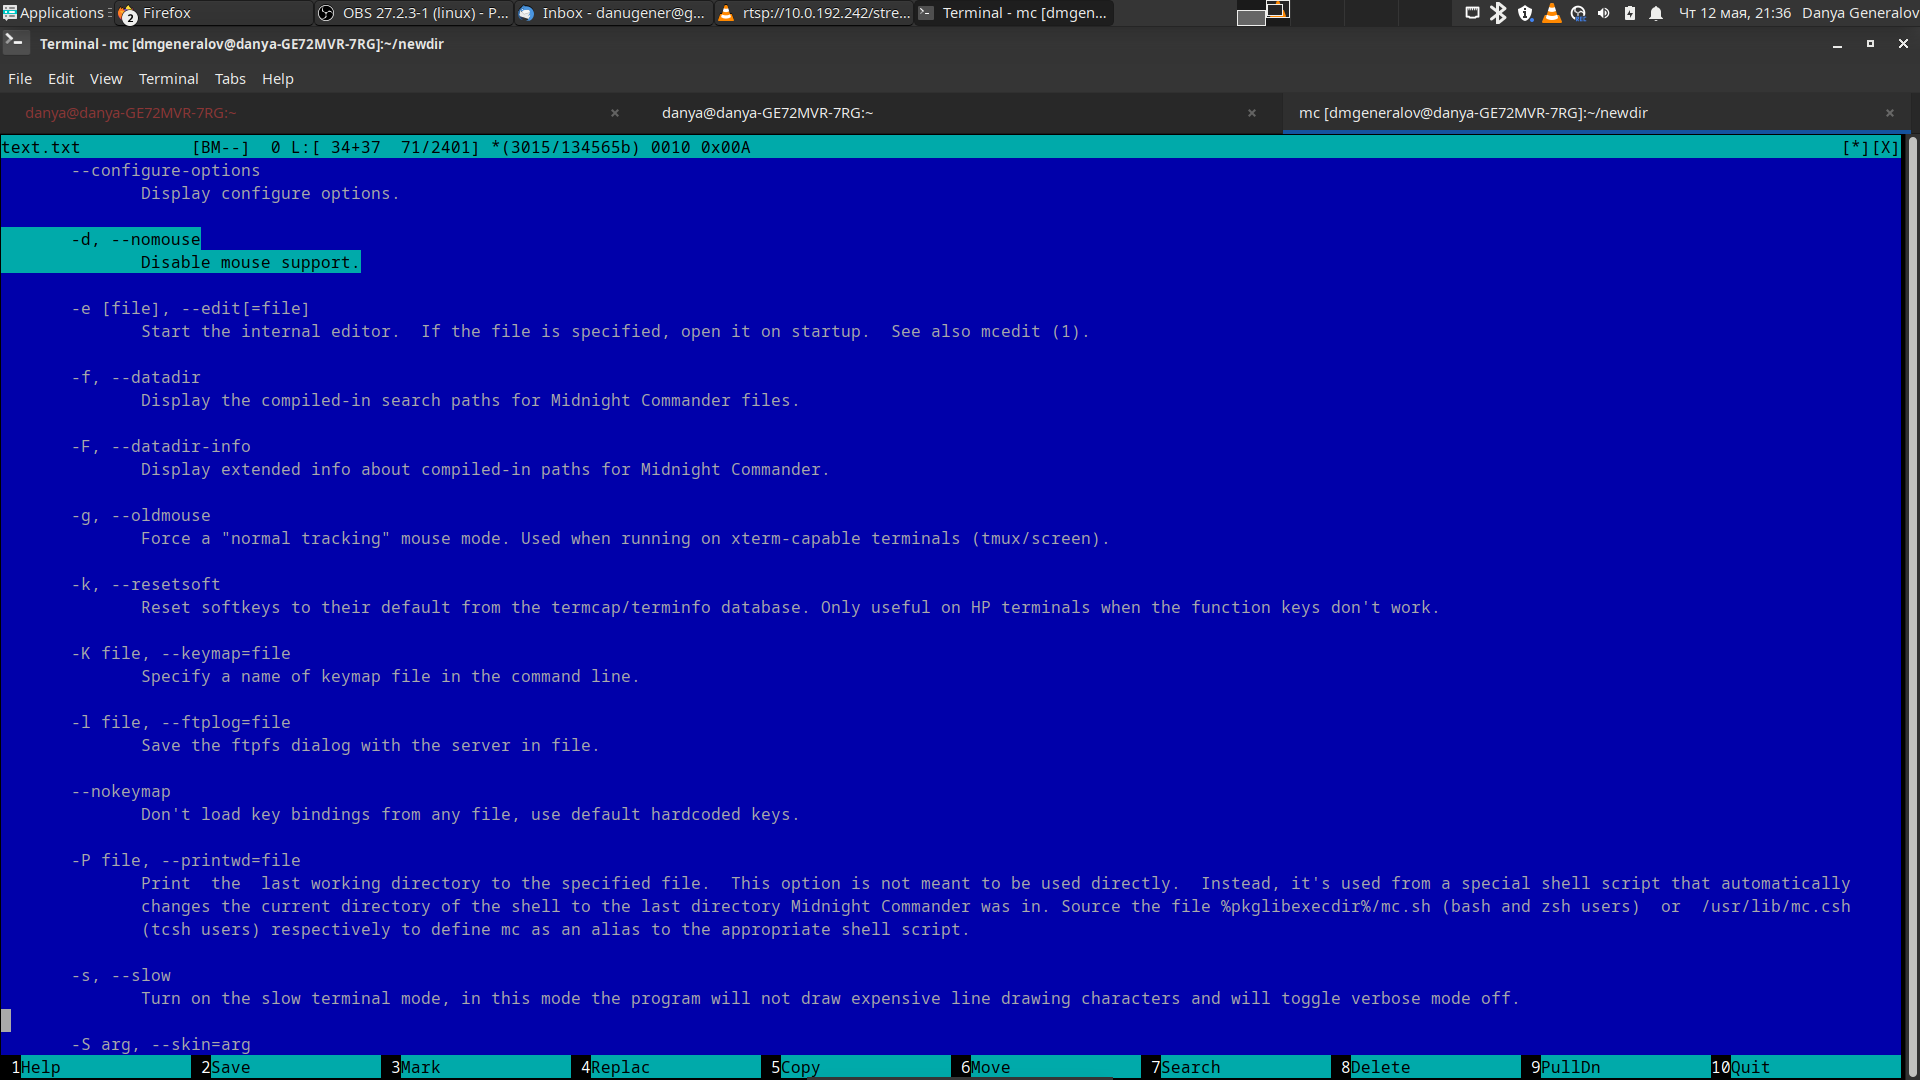 Applications
2 Firefox
OBS 27.2.3-1 (linux) - P...
Inbox - danugener@g...
rtsp://10.0.192.242/stre...
Terminal - mc [dmgen...
Чт 12 мая, 21:36 Danya Generalov
Terminal - mc [dmgeneralov@danya-GE72MVR-7RG]:~/newdir
File Edit View Terminal Tabs Help
danya@danya-GE72MVR-7RG:~ × danya@danya-GE72MVR-7RG:~ × mc [dmgeneralov@danya-GE72MVR-7RG]:~/newdir ×
text.txt [BM--] 0 L:[ 34+37 71/2401] *(3015/134565b) 0010 0x00A [*][X]
--configure-options
Display configure options.
-d, --nomouse
Disable mouse support.
-e [file], --edit[=file]
Start the internal editor.  If the file is specified, open it on startup.  See also mcedit (1).
-f, --datadir
Display the compiled-in search paths for Midnight Commander files.
-F, --datadir-info
Display extended info about compiled-in paths for Midnight Commander.
-g, --oldmouse
Force a "normal tracking" mouse mode. Used when running on xterm-capable terminals (tmux/screen).
-k, --resetsoft
Reset softkeys to their default from the termcap/terminfo database. Only useful on HP terminals when the function keys don't work.
-K file, --keymap=file
Specify a name of keymap file in the command line.
-l file, --ftplog=file
Save the ftpfs dialog with the server in file.
--nokeymap
Don't load key bindings from any file, use default hardcoded keys.
-P file, --printwd=file
Print  the  last working directory to the specified file.  This option is not meant to be used directly.  Instead, it's used from a special shell script that automatically
changes the current directory of the shell to the last directory Midnight Commander was in. Source the file %pkglibexecdir%/mc.sh (bash and zsh users)  or  /usr/lib/mc.csh
(tcsh users) respectively to define mc as an alias to the appropriate shell script.
-s, --slow
Turn on the slow terminal mode, in this mode the program will not draw expensive line drawing characters and will toggle verbose mode off.
-S arg, --skin=arg
1Help 2Save 3Mark 4Replac 5Copy 6Move 7Search 8Delete 9PullDn 10Quit